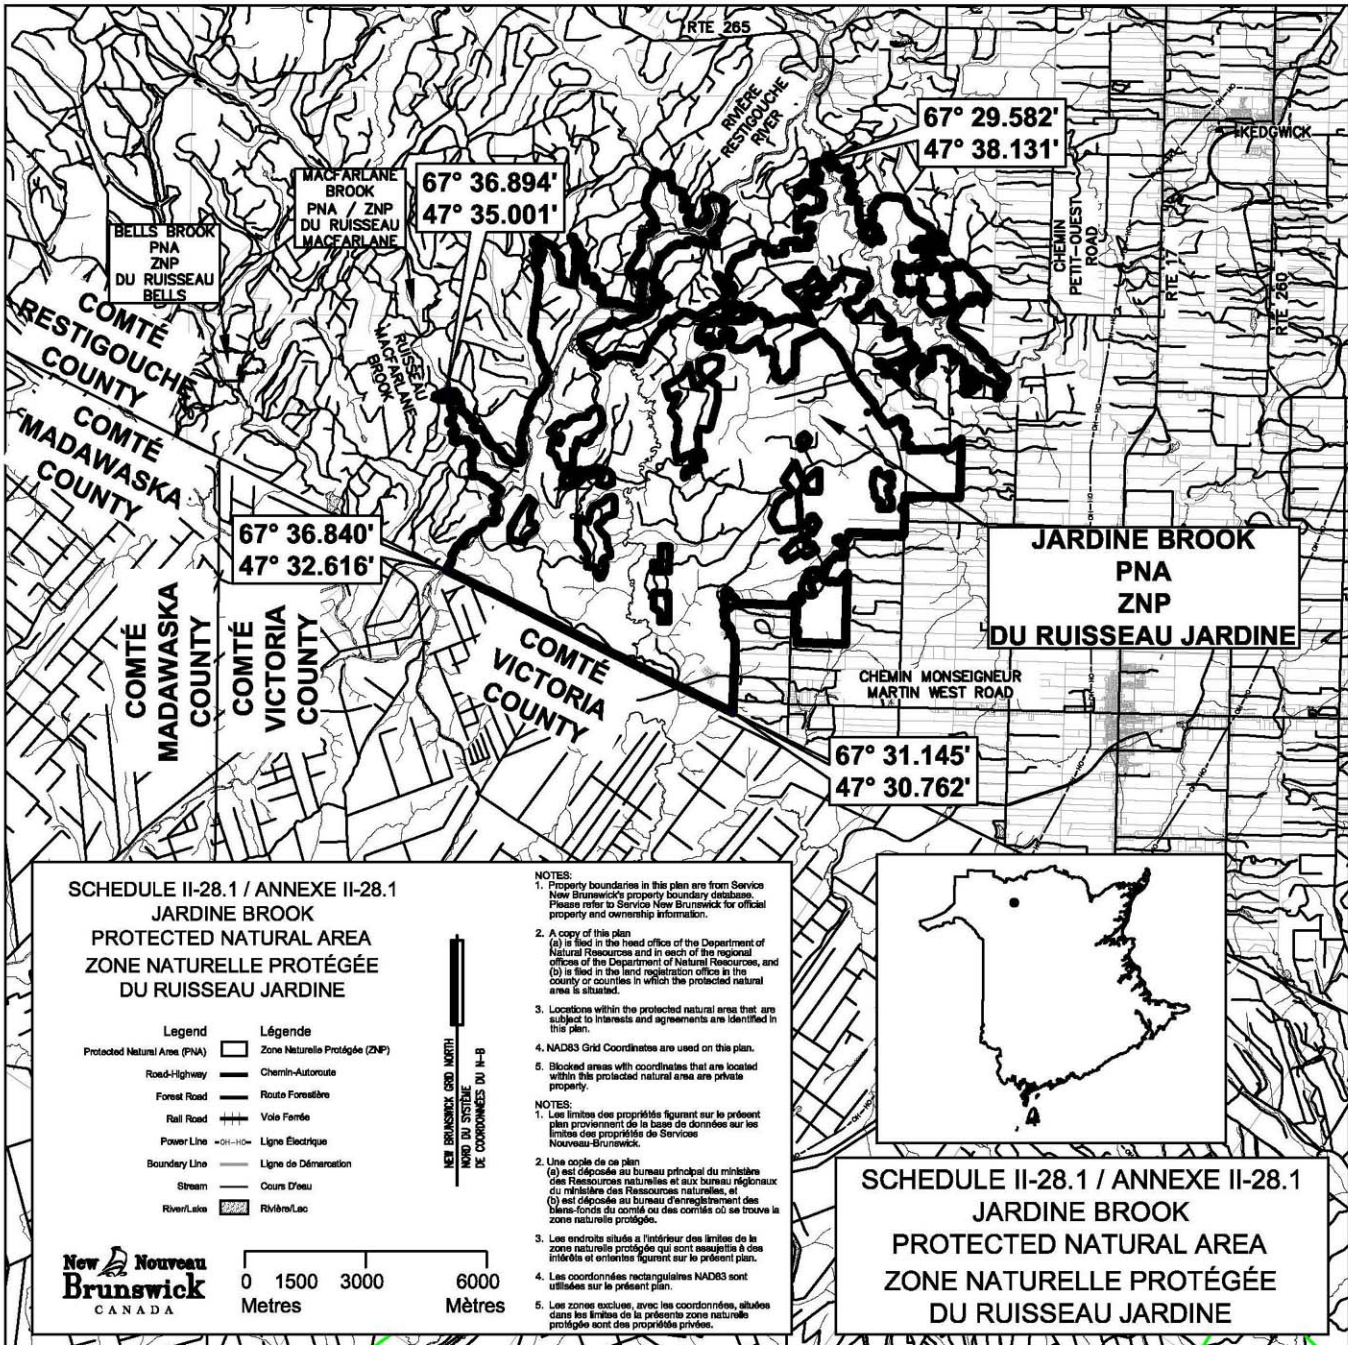 RTE 265
RIVIÈRE
RESTIGOUCHE
RIVER
67° 29.582'
47° 38.131'
KEDGWICK
MACFARLANE
BROOK
PNA / ZNP
DU RUISSEAU
MACFARLANE
67° 36.894'
47° 35.001'
BELLS BROOK
PNA
ZNP
DU RUISSEAU
BELLS
CHEMIN
PETIT-OUEST
ROAD
RTE 17
RTE 260
COMTÉ
RESTIGOUCHE
COUNTY
RUISSEAU
MACFARLANE
BROOK
COMTÉ
MADAWASKA
COUNTY
67° 36.840'
47° 32.616'
JARDINE BROOK
PNA
ZNP
DU RUISSEAU JARDINE
COMTÉ
MADAWASKA
COUNTY
COMTÉ
VICTORIA
COUNTY
COMTÉ
VICTORIA
COUNTY
CHEMIN MONSEIGNEUR
MARTIN WEST ROAD
67° 31.145'
47° 30.762'
SCHEDULE II-28.1 / ANNEXE II-28.1
JARDINE BROOK
PROTECTED NATURAL AREA
ZONE NATURELLE PROTÉGÉE
DU RUISSEAU JARDINE
Legend Légende
Protected Natural Area (PNA) Zone Naturelle Protégée (ZNP)
Road-Highway Chemin-Autoroute
Forest Road Route Forestière
Rail Road Voie Ferrée
Power Line OH-HO Ligne Électrique
Boundary Line Ligne de Démarcation
Stream Cours D'eau
River/Lake Rivière/Lac
NEW BRUNSWICK GRID NORTH
NORD DU SYSTÈME
DE COORDONNÉES DU N-B
New Nouveau
Brunswick
CANADA
0 1500 3000 6000
Metres Mètres
NOTES:
1. Property boundaries in this plan are from Service
New Brunswick's property boundary database.
Please refer to Service New Brunswick for official
property and ownership information.
2. A copy of this plan
(a) is filed in the head office of the Department of
Natural Resources and in each of the regional
offices of the Department of Natural Resources, and
(b) is filed in the land registration office in the
county or counties in which the protected natural
area is situated.
3. Locations within the protected natural area that are
subject to interests and agreements are identified in
this plan.
4. NAD83 Grid Coordinates are used on this plan.
5. Blocked areas with coordinates that are located
within this protected natural area are private
property.
NOTES:
1. Les limites des propriétés figurant sur le présent
plan proviennent de la base de données sur les
limites des propriétés de Services
Nouveau-Brunswick.
2. Une copie de ce plan
(a) est déposée au bureau principal du ministère
des Ressources naturelles et aux bureau régionaux
du ministère des Ressources naturelles, et
(b) est déposée au bureau d'enregistrement des
biens-fonds du comté ou des comtés où se trouve la
zone naturelle protégée.
3. Les endroits situés a l'intérieur des limites de la
zone naturelle protégée qui sont assujettis à des
intérêts et ententes figurent sur le présent plan.
4. Les coordonnées rectangulaires NAD83 sont
utilisées sur le présent plan.
5. Les zones exclues, avec les coordonnées, situées
dans les limites de la présente zone naturelle
protégée sont des propriétés privées.
SCHEDULE II-28.1 / ANNEXE II-28.1
JARDINE BROOK
PROTECTED NATURAL AREA
ZONE NATURELLE PROTÉGÉE
DU RUISSEAU JARDINE